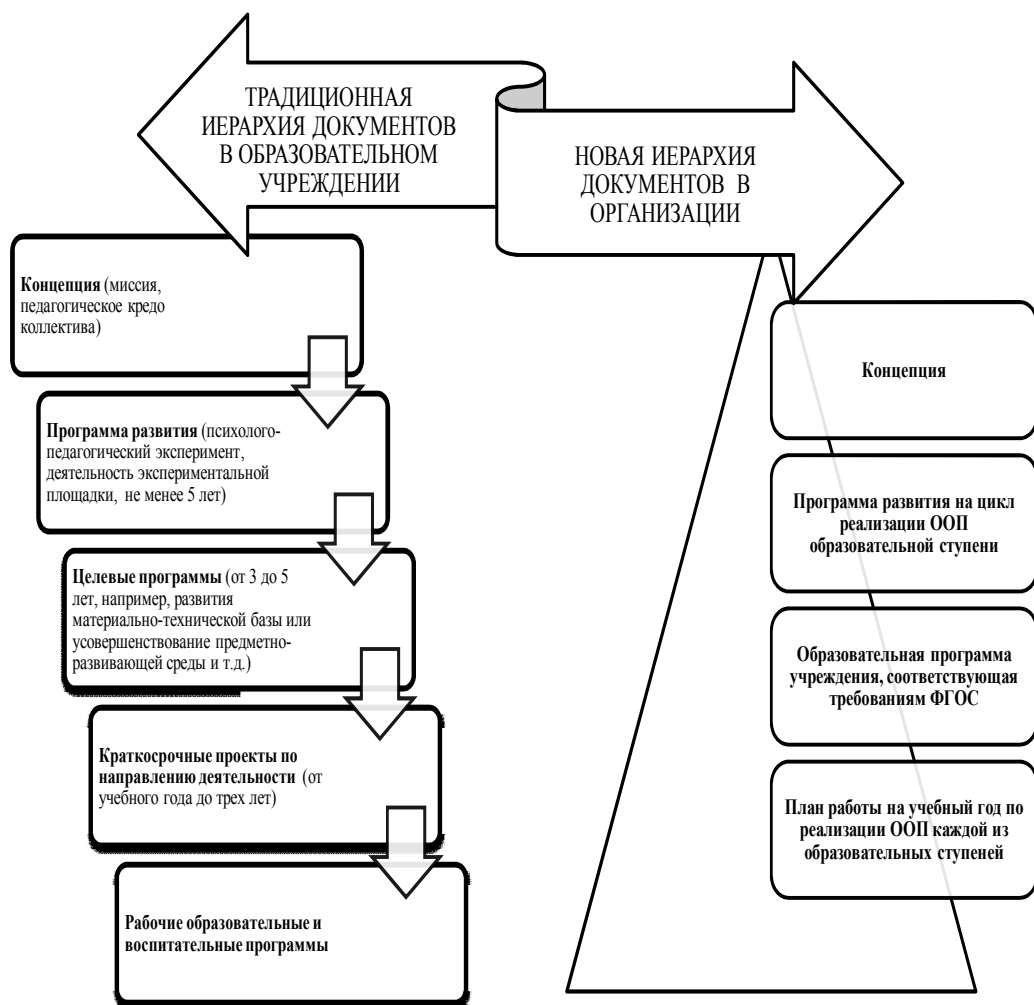 ТРАДИЦИОННАЯ
ИЕРАРХИЯ ДОКУМЕНТОВ
В ОБРАЗОВАТЕЛЬНОМ
УЧРЕЖДЕНИИ
НОВАЯ ИЕРАРХИЯ
ДОКУМЕНТОВ В
ОРГАНИЗАЦИИ
Концепция (миссия,
педагогическое кредо
коллектива)
Программа развития (психолого-
педагогический эксперимент,
деятельность экспериментальной
площадки, не менее 5 лет)
Целевые программы (от 3 до 5
лет, например, развития
материально-технической базы или
усовершенствование предметно-
развивающей среды и т.д.)
Краткосрочные проекты по
направлению деятельности (от
учебного года до трех лет)
Рабочие образовательные и
воспитательные программы
Концепция
Программа развития на цикл
реализации ООП
образовательной ступени
Образовательная программа
учреждения, соответствующая
требованиям ФГОС
План работы на учебный год по
реализации ООП каждой из
образовательных ступеней